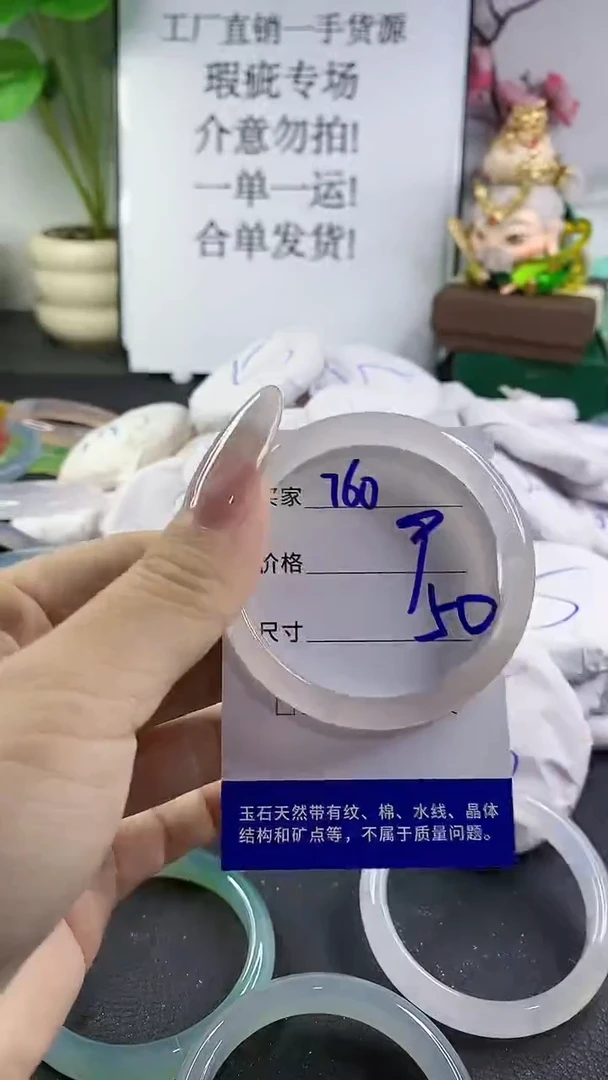 工厂直销一手货源
瑕疵专场
介意勿拍!
一单一运!
合单发货!
买家 760
价格
尺寸 50
玉石天然带有纹、棉、水线、晶体
结构和矿点等，不属于质量问题。